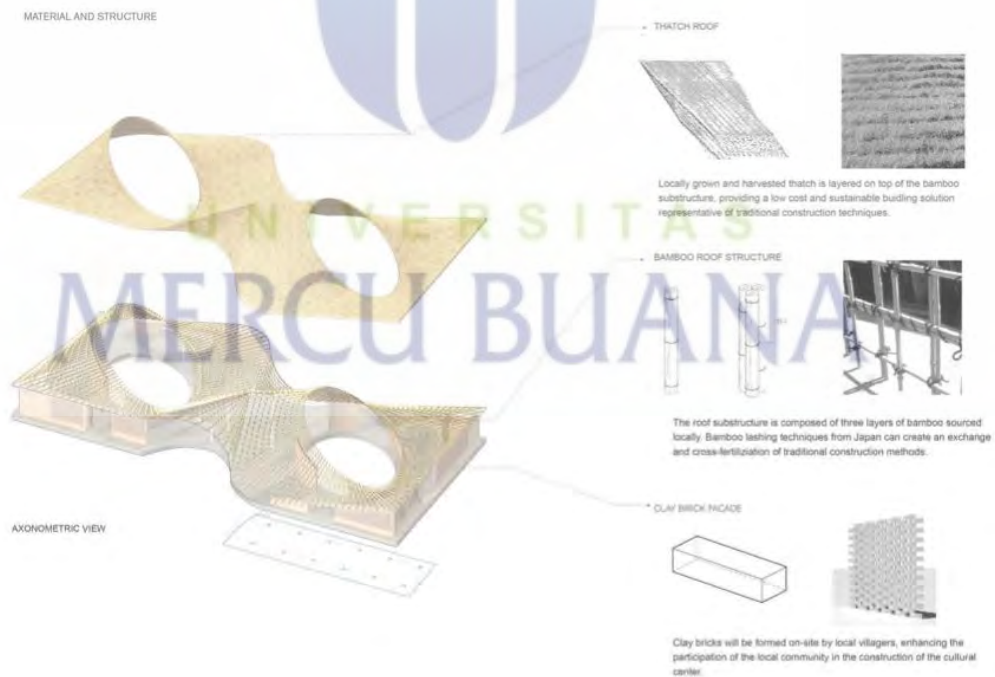 MATERIAL AND STRUCTURE
THATCH ROOF
Locally grown and harvested thatch is layered on top of the bamboo
substructure, providing a low cost and sustainable buidling solution
representative of traditional construction techniques.
UNIVERSITAS
MERCU BUANA
BAMBOO ROOF STRUCTURE
The roof substructure is composed of three layers of bamboo sourced
locally. Bamboo lashing techniques from Japan can create an exchange
and cross-fertiliziation of traditional construction methods.
AXONOMETRIC VIEW
CLAY BRICK FACADE
Clay bricks will be formed on-site by local villagers, enhancing the
participation of the local community in the construction of the cultural
center.